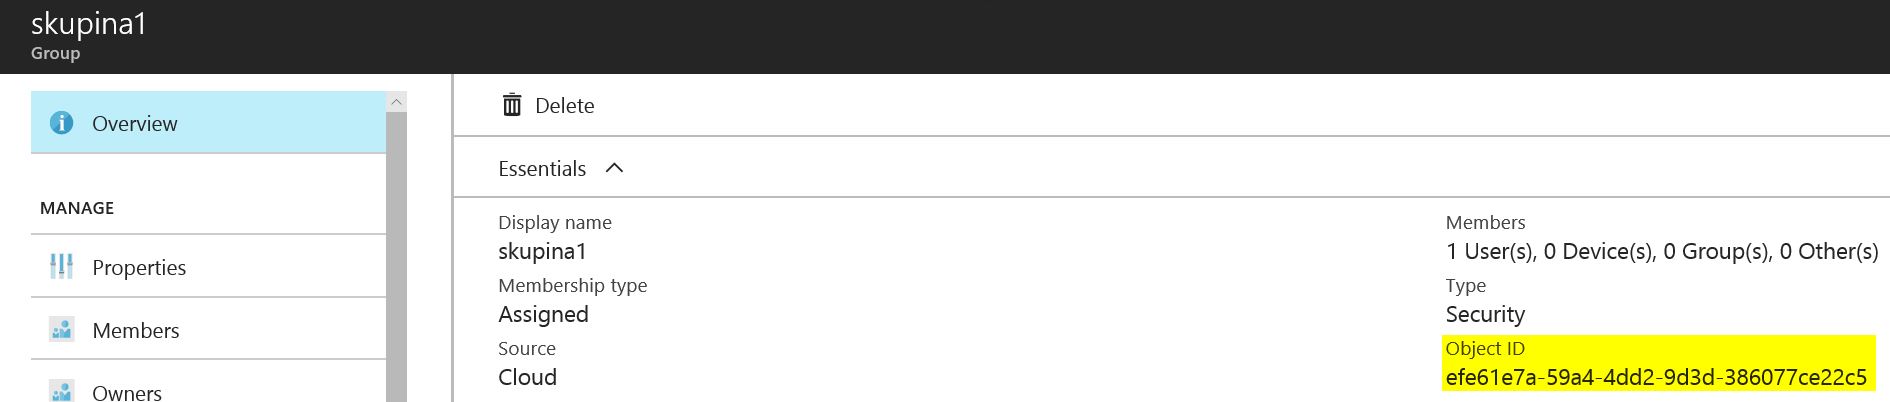 skupina1
Group
Overview
MANAGE
Properties
Members
Owners
Delete
Essentials
Display name
skupina1
Membership type
Assigned
Source
Cloud
Members
1 User(s), 0 Device(s), 0 Group(s), 0 Other(s)
Type
Security
Object ID
efe61e7a-59a4-4dd2-9d3d-386077ce22c5